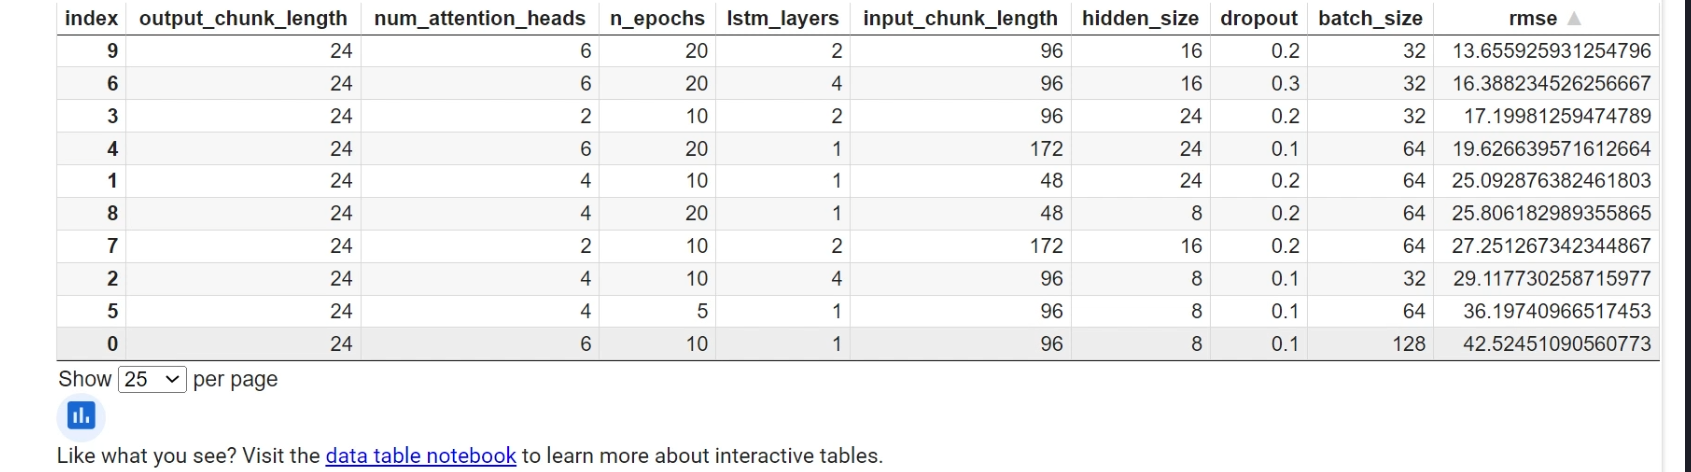 index output_chunk_length num_attention_heads n_epochs lstm_layers input_chunk_length hidden_size dropout batch_size rmse
9 24 6 20 2 96 16 0.2 32 13.655925931254796
6 24 6 20 4 96 16 0.3 32 16.388234526256667
3 24 2 10 2 96 24 0.2 32 17.19981259474789
4 24 6 20 1 172 24 0.1 64 19.626639571612664
1 24 4 10 1 48 24 0.2 64 25.092876382461803
8 24 4 20 1 48 8 0.2 64 25.806182989355865
7 24 2 10 2 172 16 0.2 64 27.251267342344867
2 24 4 10 4 96 8 0.1 32 29.117730258715977
5 24 4 5 1 96 8 0.1 64 36.19740966517453
0 24 6 10 1 96 8 0.1 128 42.52451090560773
Show 25 per page
Like what you see? Visit the data table notebook to learn more about interactive tables.